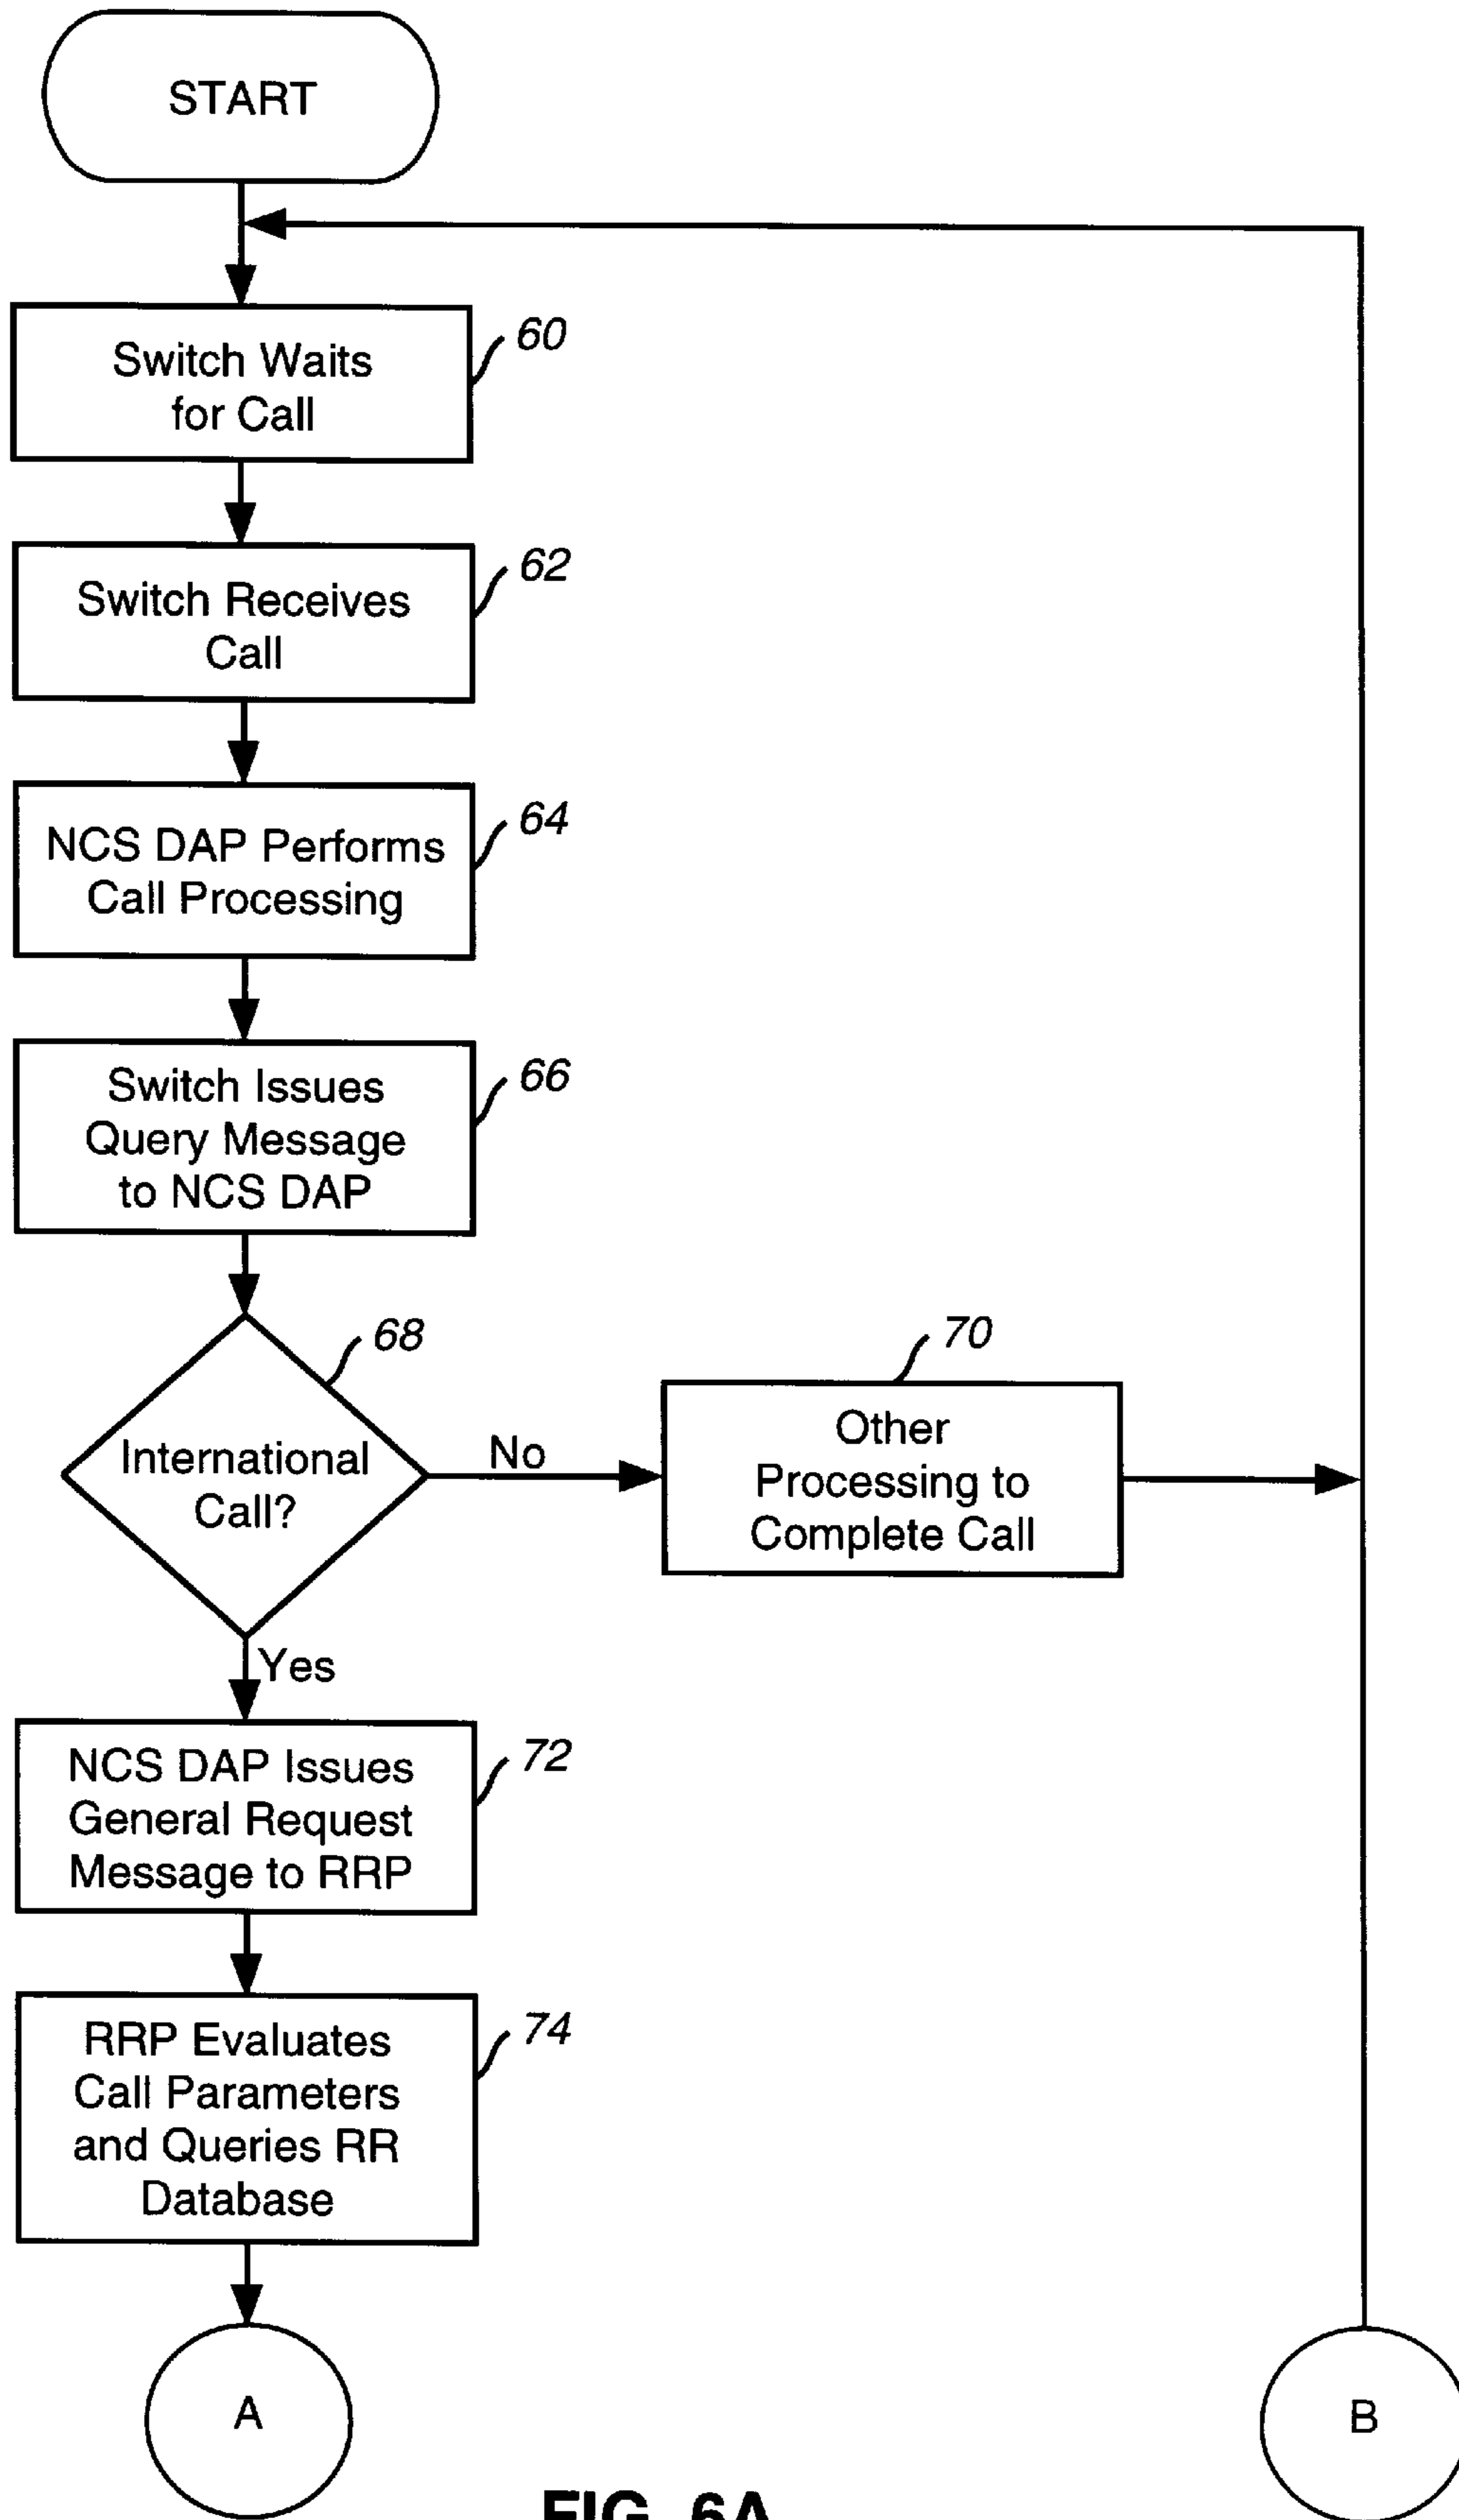 START
60
Switch Waits
for Call
62
Switch Receives
Call
64
NCS DAP Performs
Call Processing
66
Switch Issues
Query Message
to NCS DAP
68
International
Call?
No
70
Other
Processing to
Complete Call
Yes
72
NCS DAP Issues
General Request
Message to RRP
74
RRP Evaluates
Call Parameters
and Queries RR
Database
A
B
FIG. 6A